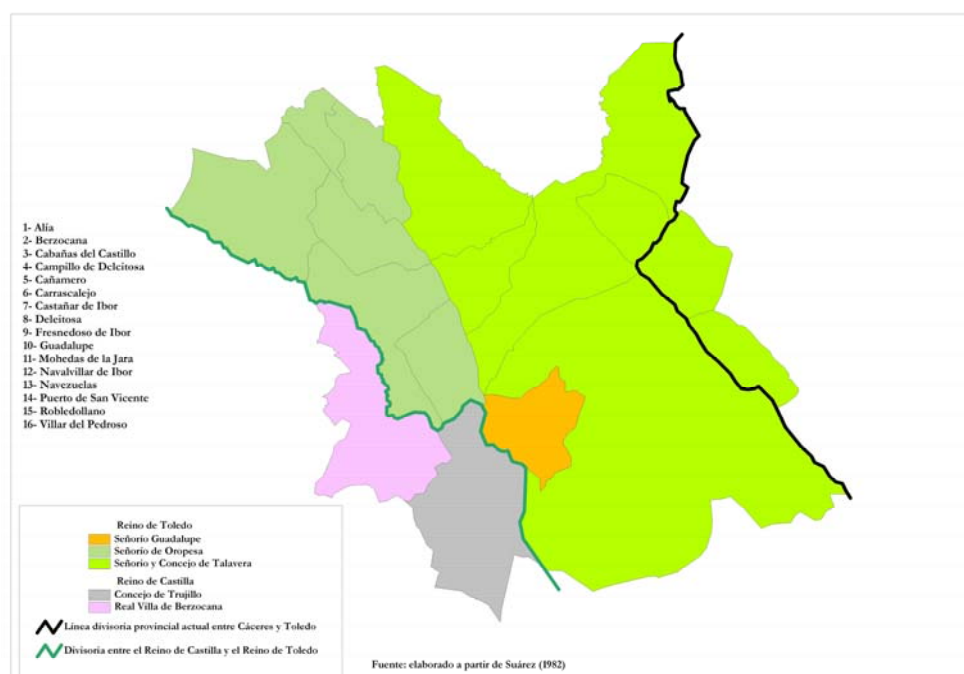 1- Alía
2- Berzocana
3- Cabañas del Castillo
4- Campillo de Deleitosa
5- Cañamero
6- Carrascalejo
7- Castañar de Ibor
8- Deleitosa
9- Fresnedoso de Ibor
10- Guadalupe
11- Mohedas de la Jara
12- Navalvillar de Ibor
13- Navezuelas
14- Puerto de San Vicente
15- Robledollano
16- Villar del Pedroso
Reino de Toledo
Señorío Guadalupe
Señorío de Oropesa
Señorío y Concejo de Talavera
Reino de Castilla
Concejo de Trujillo
Real Villa de Berzocana
Línea divisoria provincial actual entre Cáceres y Toledo
Divisoria entre el Reino de Castilla y el Reino de Toledo
Fuente: elaborado a partir de Suárez (1982)